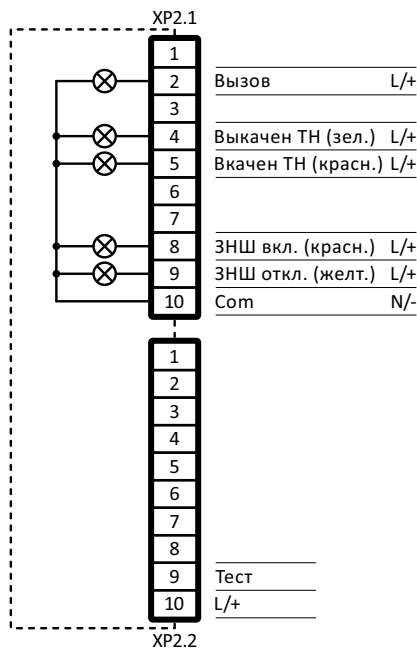 XP2.1
1
2 Вызов L/+
3
4 Выкачен ТН (зел.) L/+
5 Вкачен ТН (красн.) L/+
6
7
8 ЗНШ вкл. (красн.) L/+
9 ЗНШ откл. (желт.) L/+
10 Com N/-
1
2
3
4
5
6
7
8
9 Тест
10 L/+
XP2.2